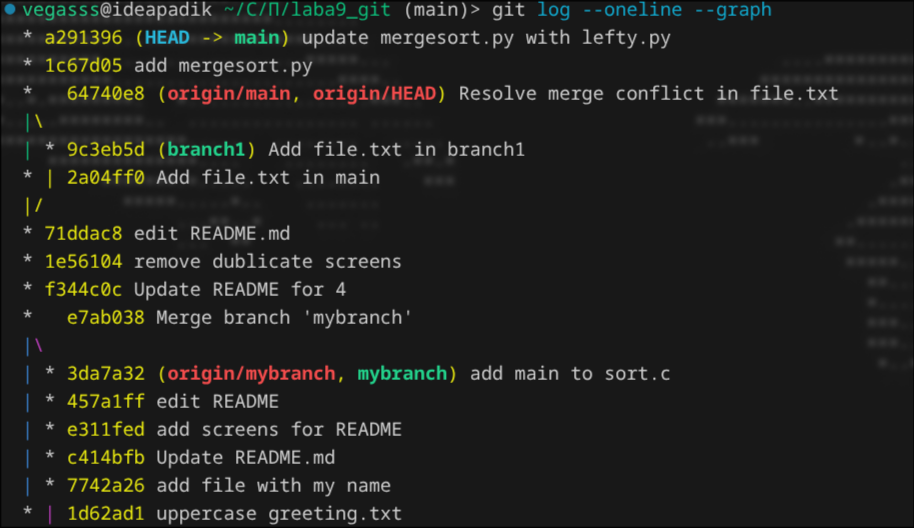 vegasss@ideapadik ~/С/П/laba9_git (main)> git log --oneline --graph
* a291396 (HEAD -> main) update mergesort.py with lefty.py
* 1c67d05 add mergesort.py
*   64740e8 (origin/main, origin/HEAD) Resolve merge conflict in file.txt
|\
| * 9c3eb5d (branch1) Add file.txt in branch1
* | 2a04ff0 Add file.txt in main
|/
* 71ddac8 edit README.md
* 1e56104 remove dublicate screens
* f344c0c Update README for 4
*   e7ab038 Merge branch 'mybranch'
|\
| * 3da7a32 (origin/mybranch, mybranch) add main to sort.c
| * 457a1ff edit README
| * e311fed add screens for README
| * c414bfb Update README.md
| * 7742a26 add file with my name
* | 1d62ad1 uppercase greeting.txt